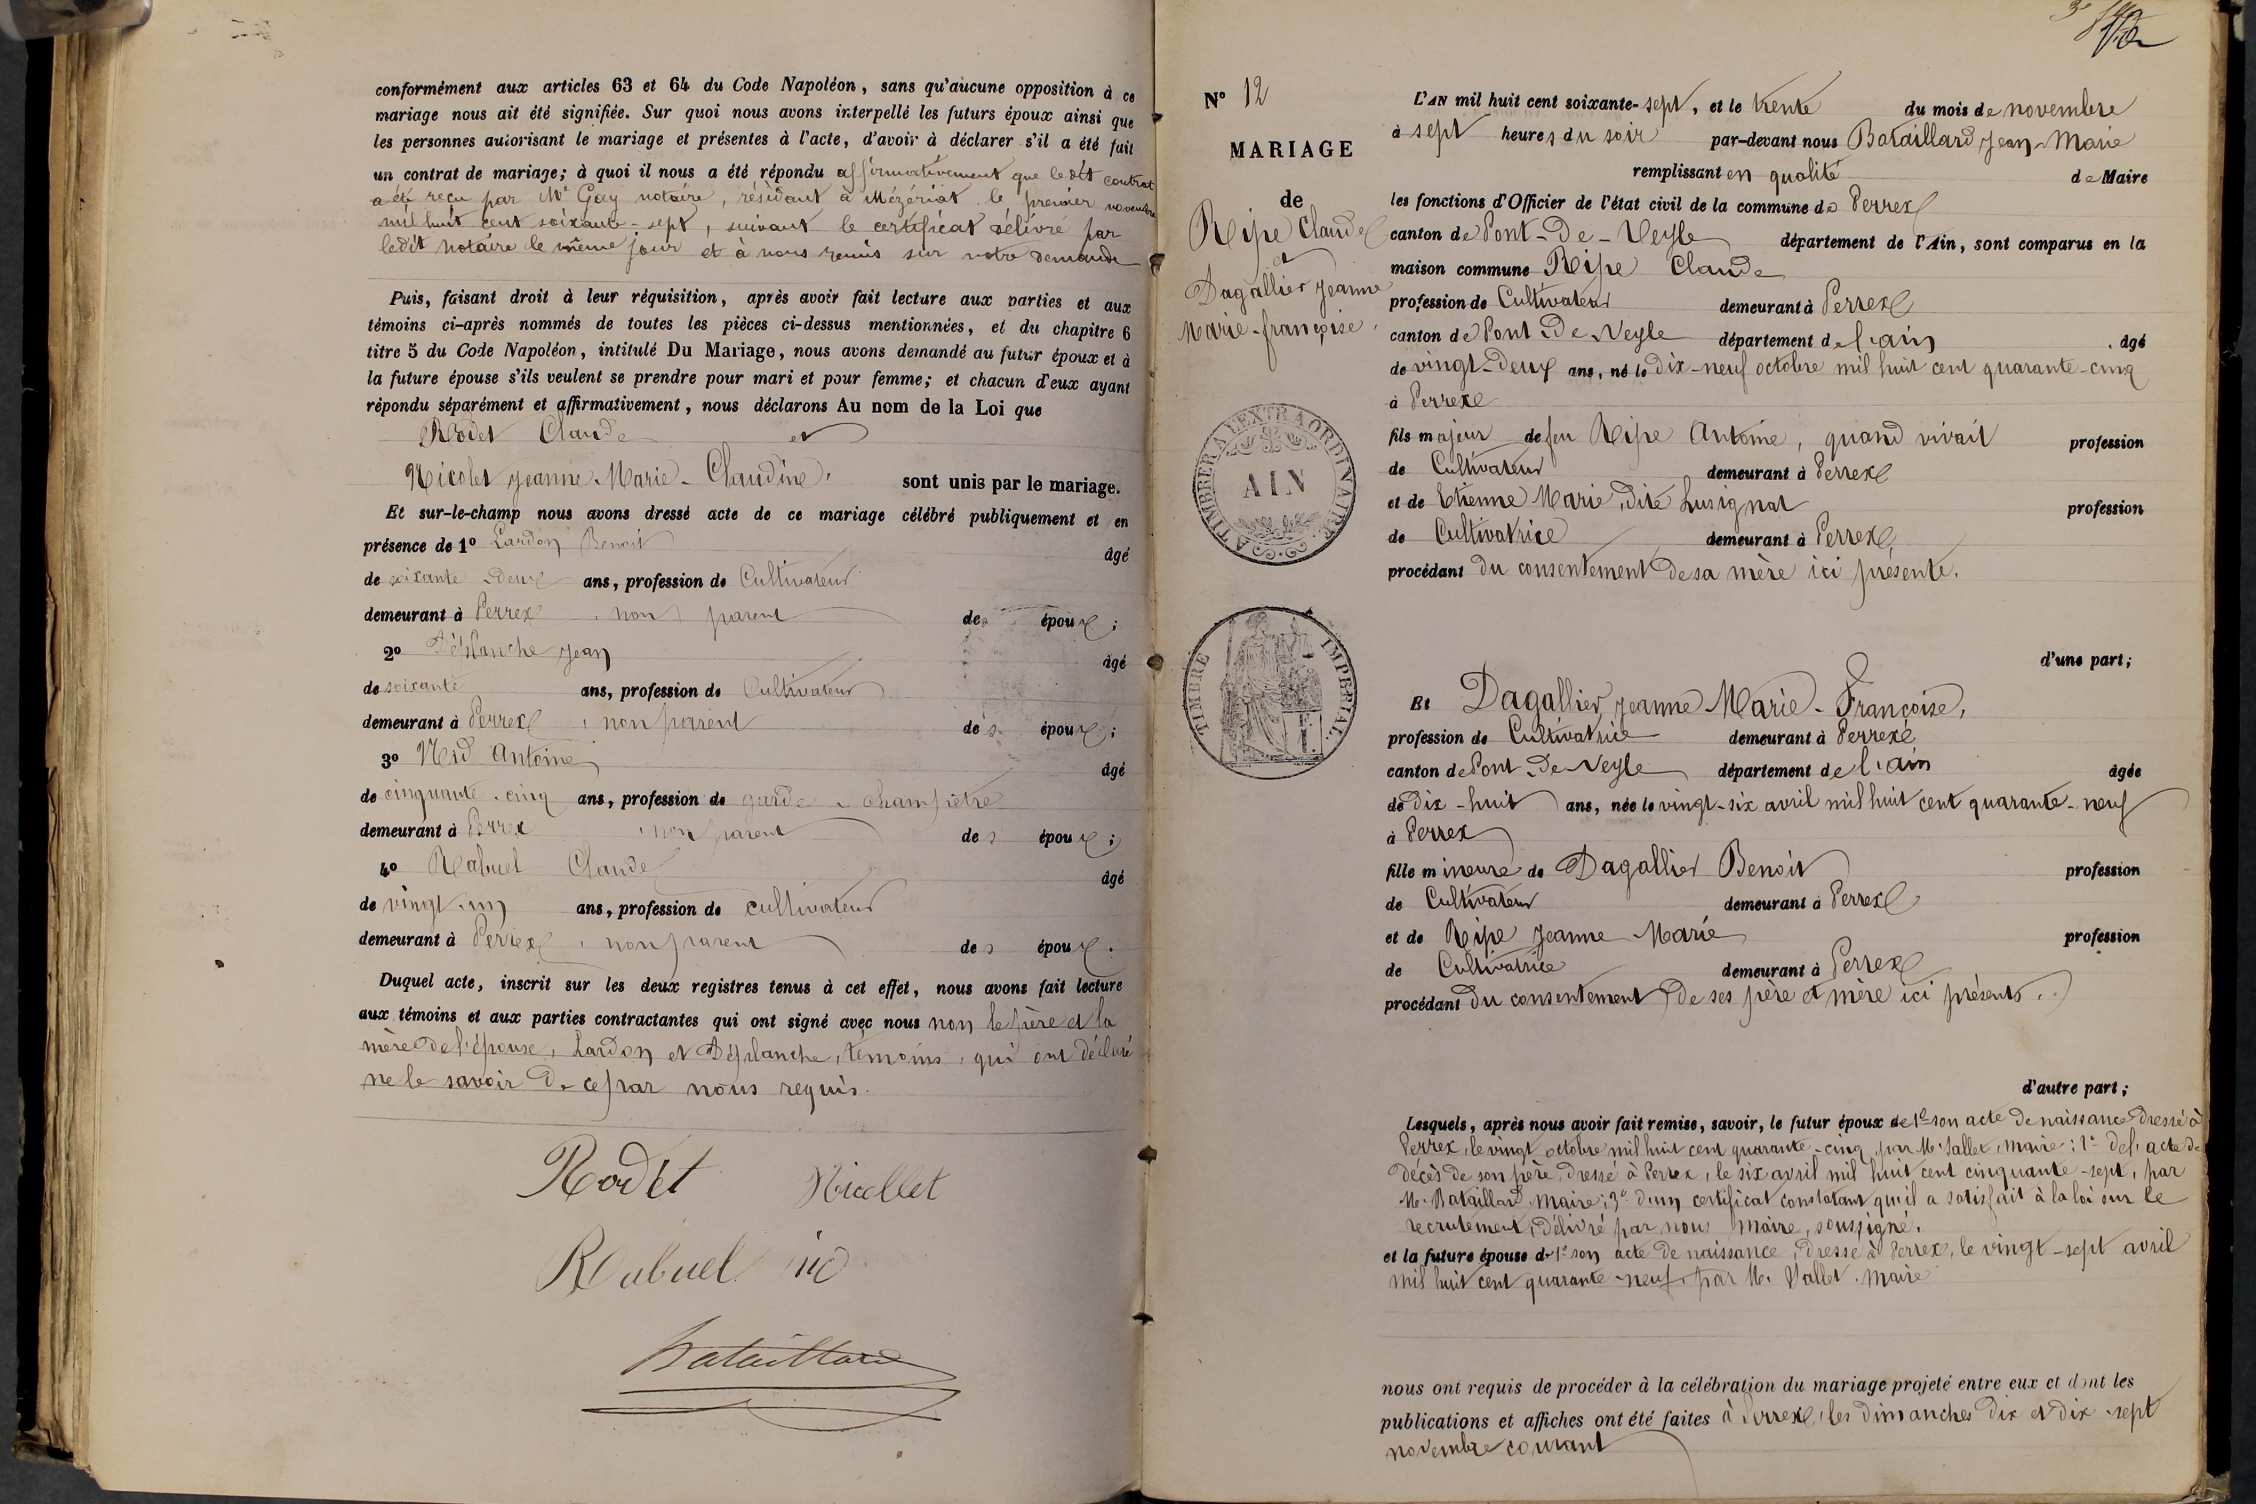 conformément aux articles 63 et 64 du Code Napoléon, sans qu'aucune opposition à ce
mariage nous ait été signifiée. Sur quoi nous avons interpellé les futurs époux ainsi que
les personnes autorisant le mariage et présentes à l'acte, d'avoir à déclarer s'il a été fait
un contrat de mariage; à quoi il nous a été répondu affirmativement que le dit contrat
a été reçu par Me Gay notaire, résidant à Mézériat le premier novembre
mil huit cent soixante-sept, suivant le certificat délivré par
ledit notaire le même jour et à nous remis sur notre demande
Puis, faisant droit à leur réquisition, après avoir fait lecture aux parties et aux
témoins ci-après nommés de toutes les pièces ci-dessus mentionnées, et du chapitre 6
titre 5 du Code Napoléon, intitulé Du Mariage, nous avons demandé au futur époux et à
la future épouse s'ils veulent se prendre pour mari et pour femme; et chacun d'eux ayant
répondu séparément et affirmativement, nous déclarons Au nom de la Loi que
Rodet Claude et
Nicolet Jeanne-Marie-Claudine, sont unis par le mariage.
Et sur-le-champ nous avons dressé acte de ce mariage célébré publiquement et en
présence de 1º Lardon Benoit âgé
de soixante-deux ans, profession de Cultivateur
demeurant à Perrex, non parent des époux;
2º Déplanche Jean âgé
de soixante ans, profession de Cultivateur
demeurant à Perrex, non parent des époux;
3º Nid Antoine âgé
de cinquante-cinq ans, profession de garde-champêtre
demeurant à Perrex, non parent des époux;
4º Rabuel Claude âgé
de vingt-un ans, profession de cultivateur
demeurant à Perrex, non parent des époux.
Duquel acte, inscrit sur les deux registres tenus à cet effet, nous avons fait lecture
aux témoins et aux parties contractantes qui ont signé avec nous non le père et la
mère de l'épouse, Lardon et Déplanche, témoins, qui ont déclaré
ne le savoir de ce par nous requis.
Rodet Nicollet
Rabuel nid
Bataillard
Nº 12
MARIAGE
de
Ripe Claude
et
Dagallier Jeanne
Marie-françoise.
A TIMBRER A L'EXTRAORDINAIRE
AIN
TIMBRE IMPERIAL
L'AN mil huit cent soixante-sept, et le trente du mois de novembre
à sept heures du soir par-devant nous Bataillard Jean-Marie
remplissant en qualité de Maire
les fonctions d'Officier de l'état civil de la commune de Perrex
canton de Pont-de-Veyle département de l'Ain, sont comparus en la
maison commune Ripe Claude
profession de Cultivateur demeurant à Perrex
canton de Pont-de-Veyle département de l'ain, âgé
de vingt-deux ans, né le dix-neuf octobre mil huit cent quarante-cinq
à Perrex
fils majeur de feu Ripe Antoine, quand vivait profession
de Cultivateur demeurant à Perrex
et de Etienne Marie, dite Lusignat profession
de Cultivatrice demeurant à Perrex,
procédant du consentement de sa mère ici présente.
d'une part;
Et Dagallier Jeanne-Marie-Françoise,
profession de Cultivatrice demeurant à Perrex
canton de Pont-de-Veyle département de l'ain âgée
de dix-huit ans, née le vingt-six avril mil huit cent quarante-neuf
à Perrex
fille mineure de Dagallier Benoit profession
de Cultivateur demeurant à Perrex
et de Ripe Jeanne-Marie profession
de Cultivatrice demeurant à Perrex
procédant du consentement de ses père et mère ici présents.
d'autre part;
Lesquels, après nous avoir fait remise, savoir, le futur époux de 1º son acte de naissance dressé à
Perrex, le vingt octobre mil huit cent quarante-cinq, par M. Vallet, maire; 2º de l'acte de
décès de son père, dressé à Perrex, le six avril mil huit cent cinquante-sept, par
M. Bataillard, maire; 3º d'un certificat constatant qu'il a satisfait à la loi sur le
recrutement, délivré par nous maire, soussigné.
et la future épouse de 1º son acte de naissance, dressé à Perrex, le vingt-sept avril
mil huit cent quarante-neuf par M. Vallet, maire
nous ont requis de procéder à la célébration du mariage projeté entre eux et dont les
publications et affiches ont été faites à Perrex, les dimanches dix et dix-sept
novembre courant